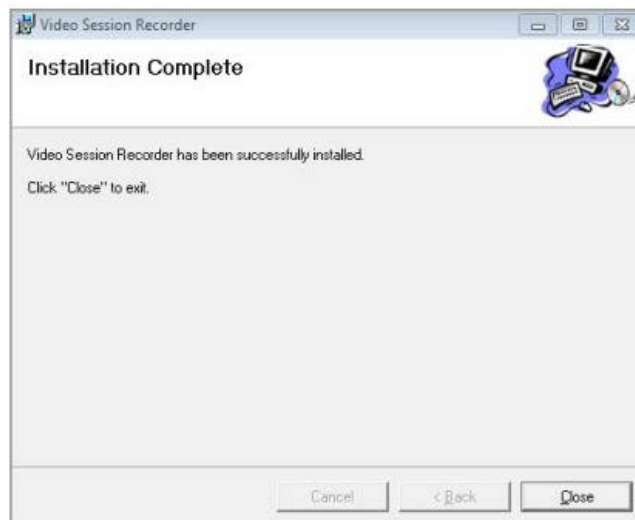 Video Session Recorder
Installation Complete
Video Session Recorder has been successfully installed.
Click "Close" to exit.
Cancel
< Back
Close